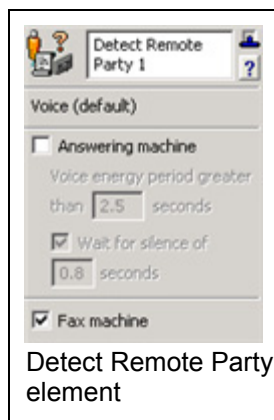 Detect Remote
Party 1
?
Voice (default)
Answering machine
Voice energy period greater
than 2.5 seconds
Wait for silence of
0.8 seconds
Fax machine
Detect Remote Party
element